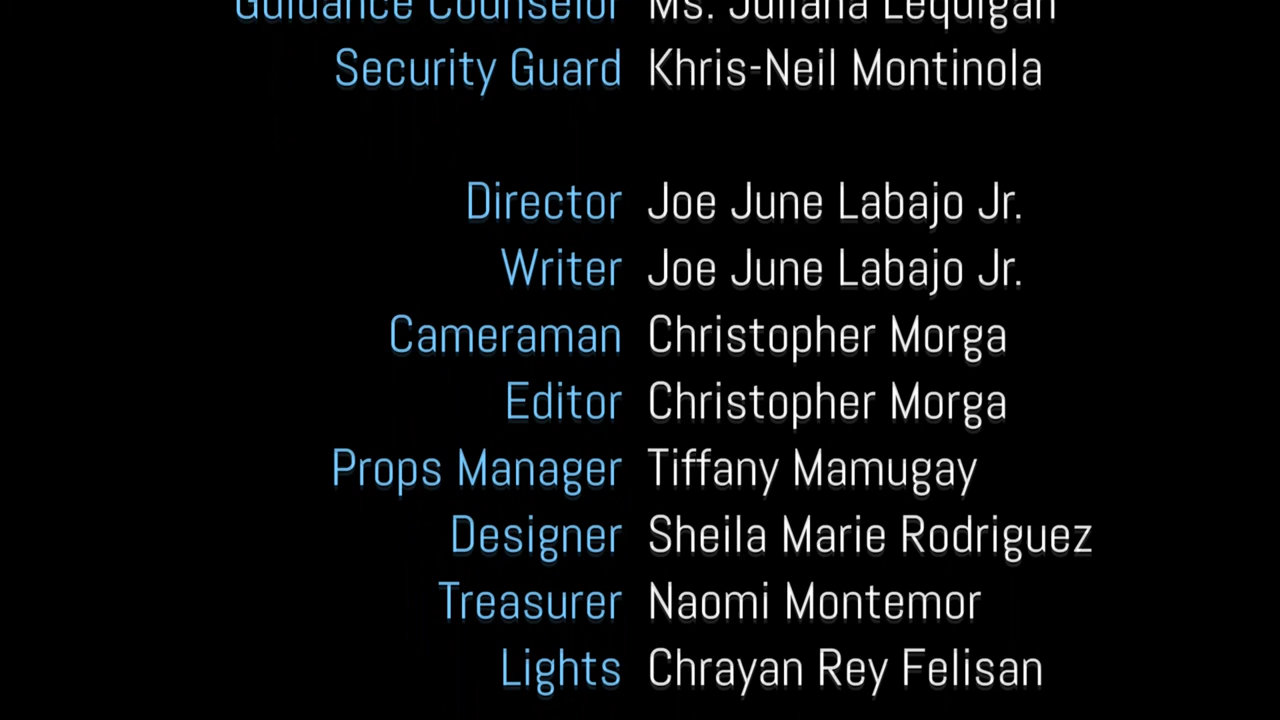 Guidance Counselor Ms. Juliana Lequigan
Security Guard Khris-Neil Montinola
Director Joe June Labajo Jr.
Writer Joe June Labajo Jr.
Cameraman Christopher Morga
Editor Christopher Morga
Props Manager Tiffany Mamugay
Designer Sheila Marie Rodriguez
Treasurer Naomi Montemor
Lights Chrayan Rey Felisan